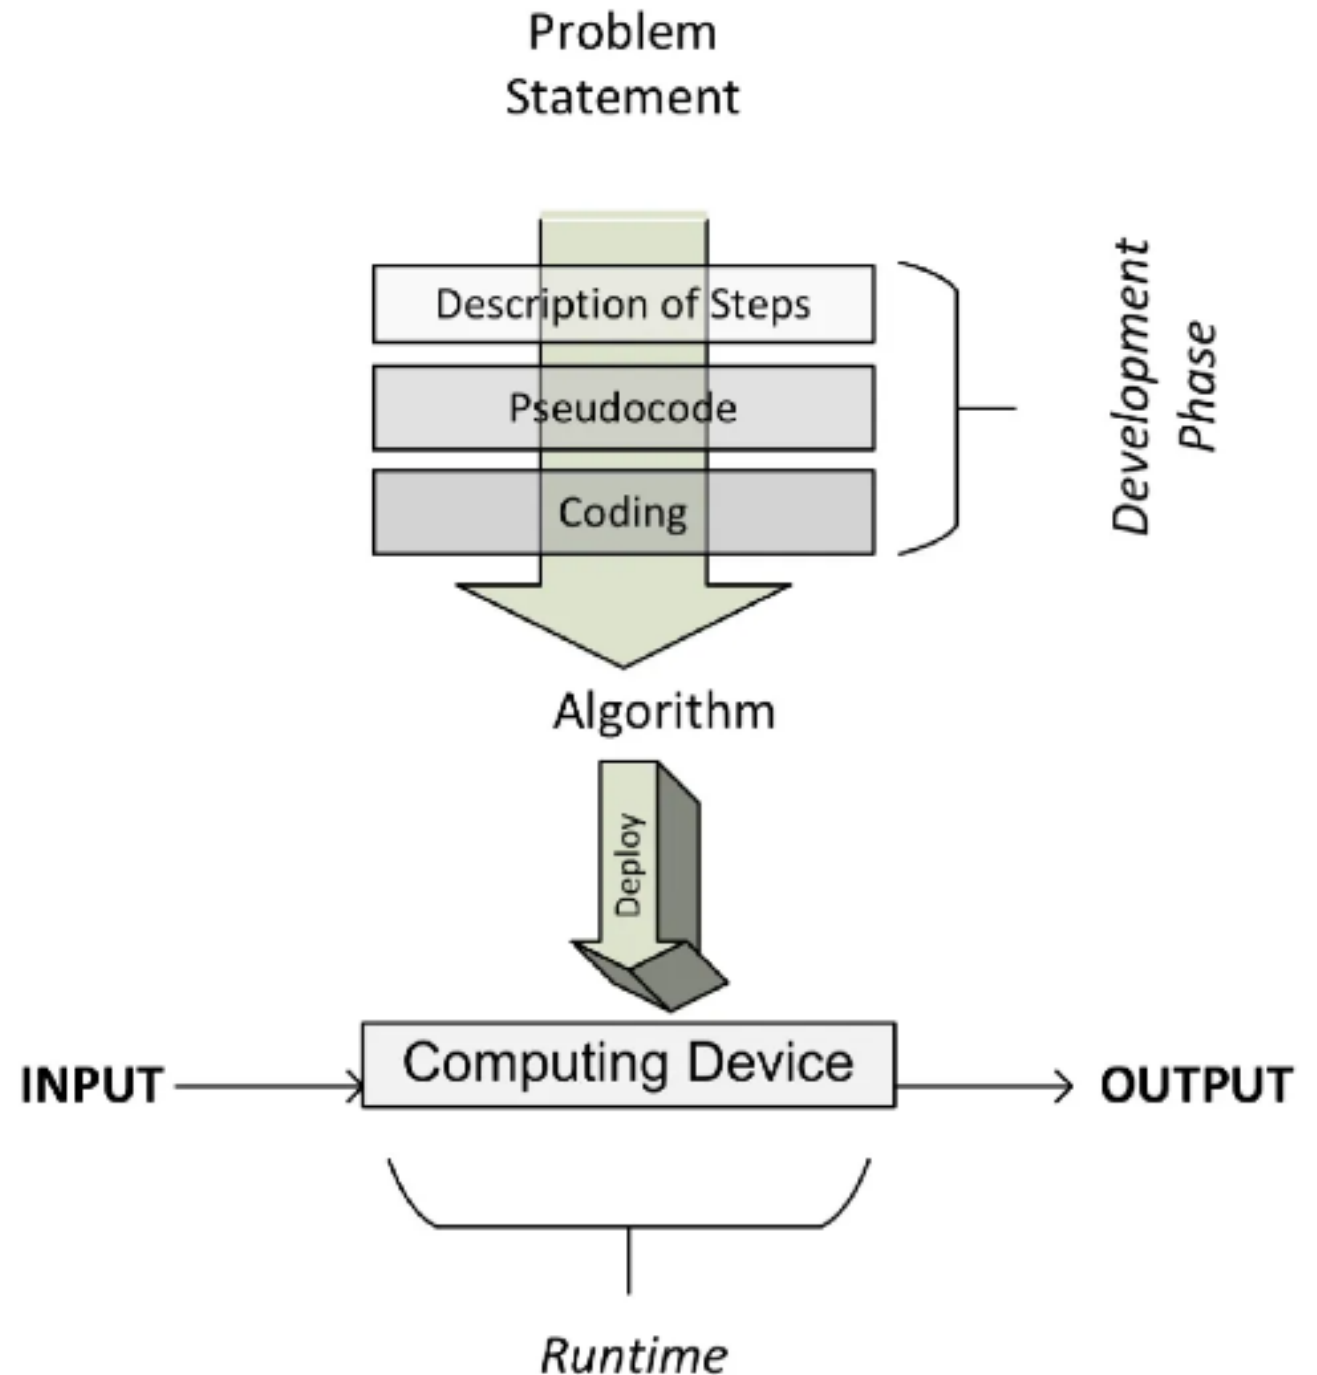 Problem
Statement
Description of Steps
Pseudocode
Coding
Development
Phase
Algorithm
Deploy
INPUT
Computing Device
OUTPUT
Runtime